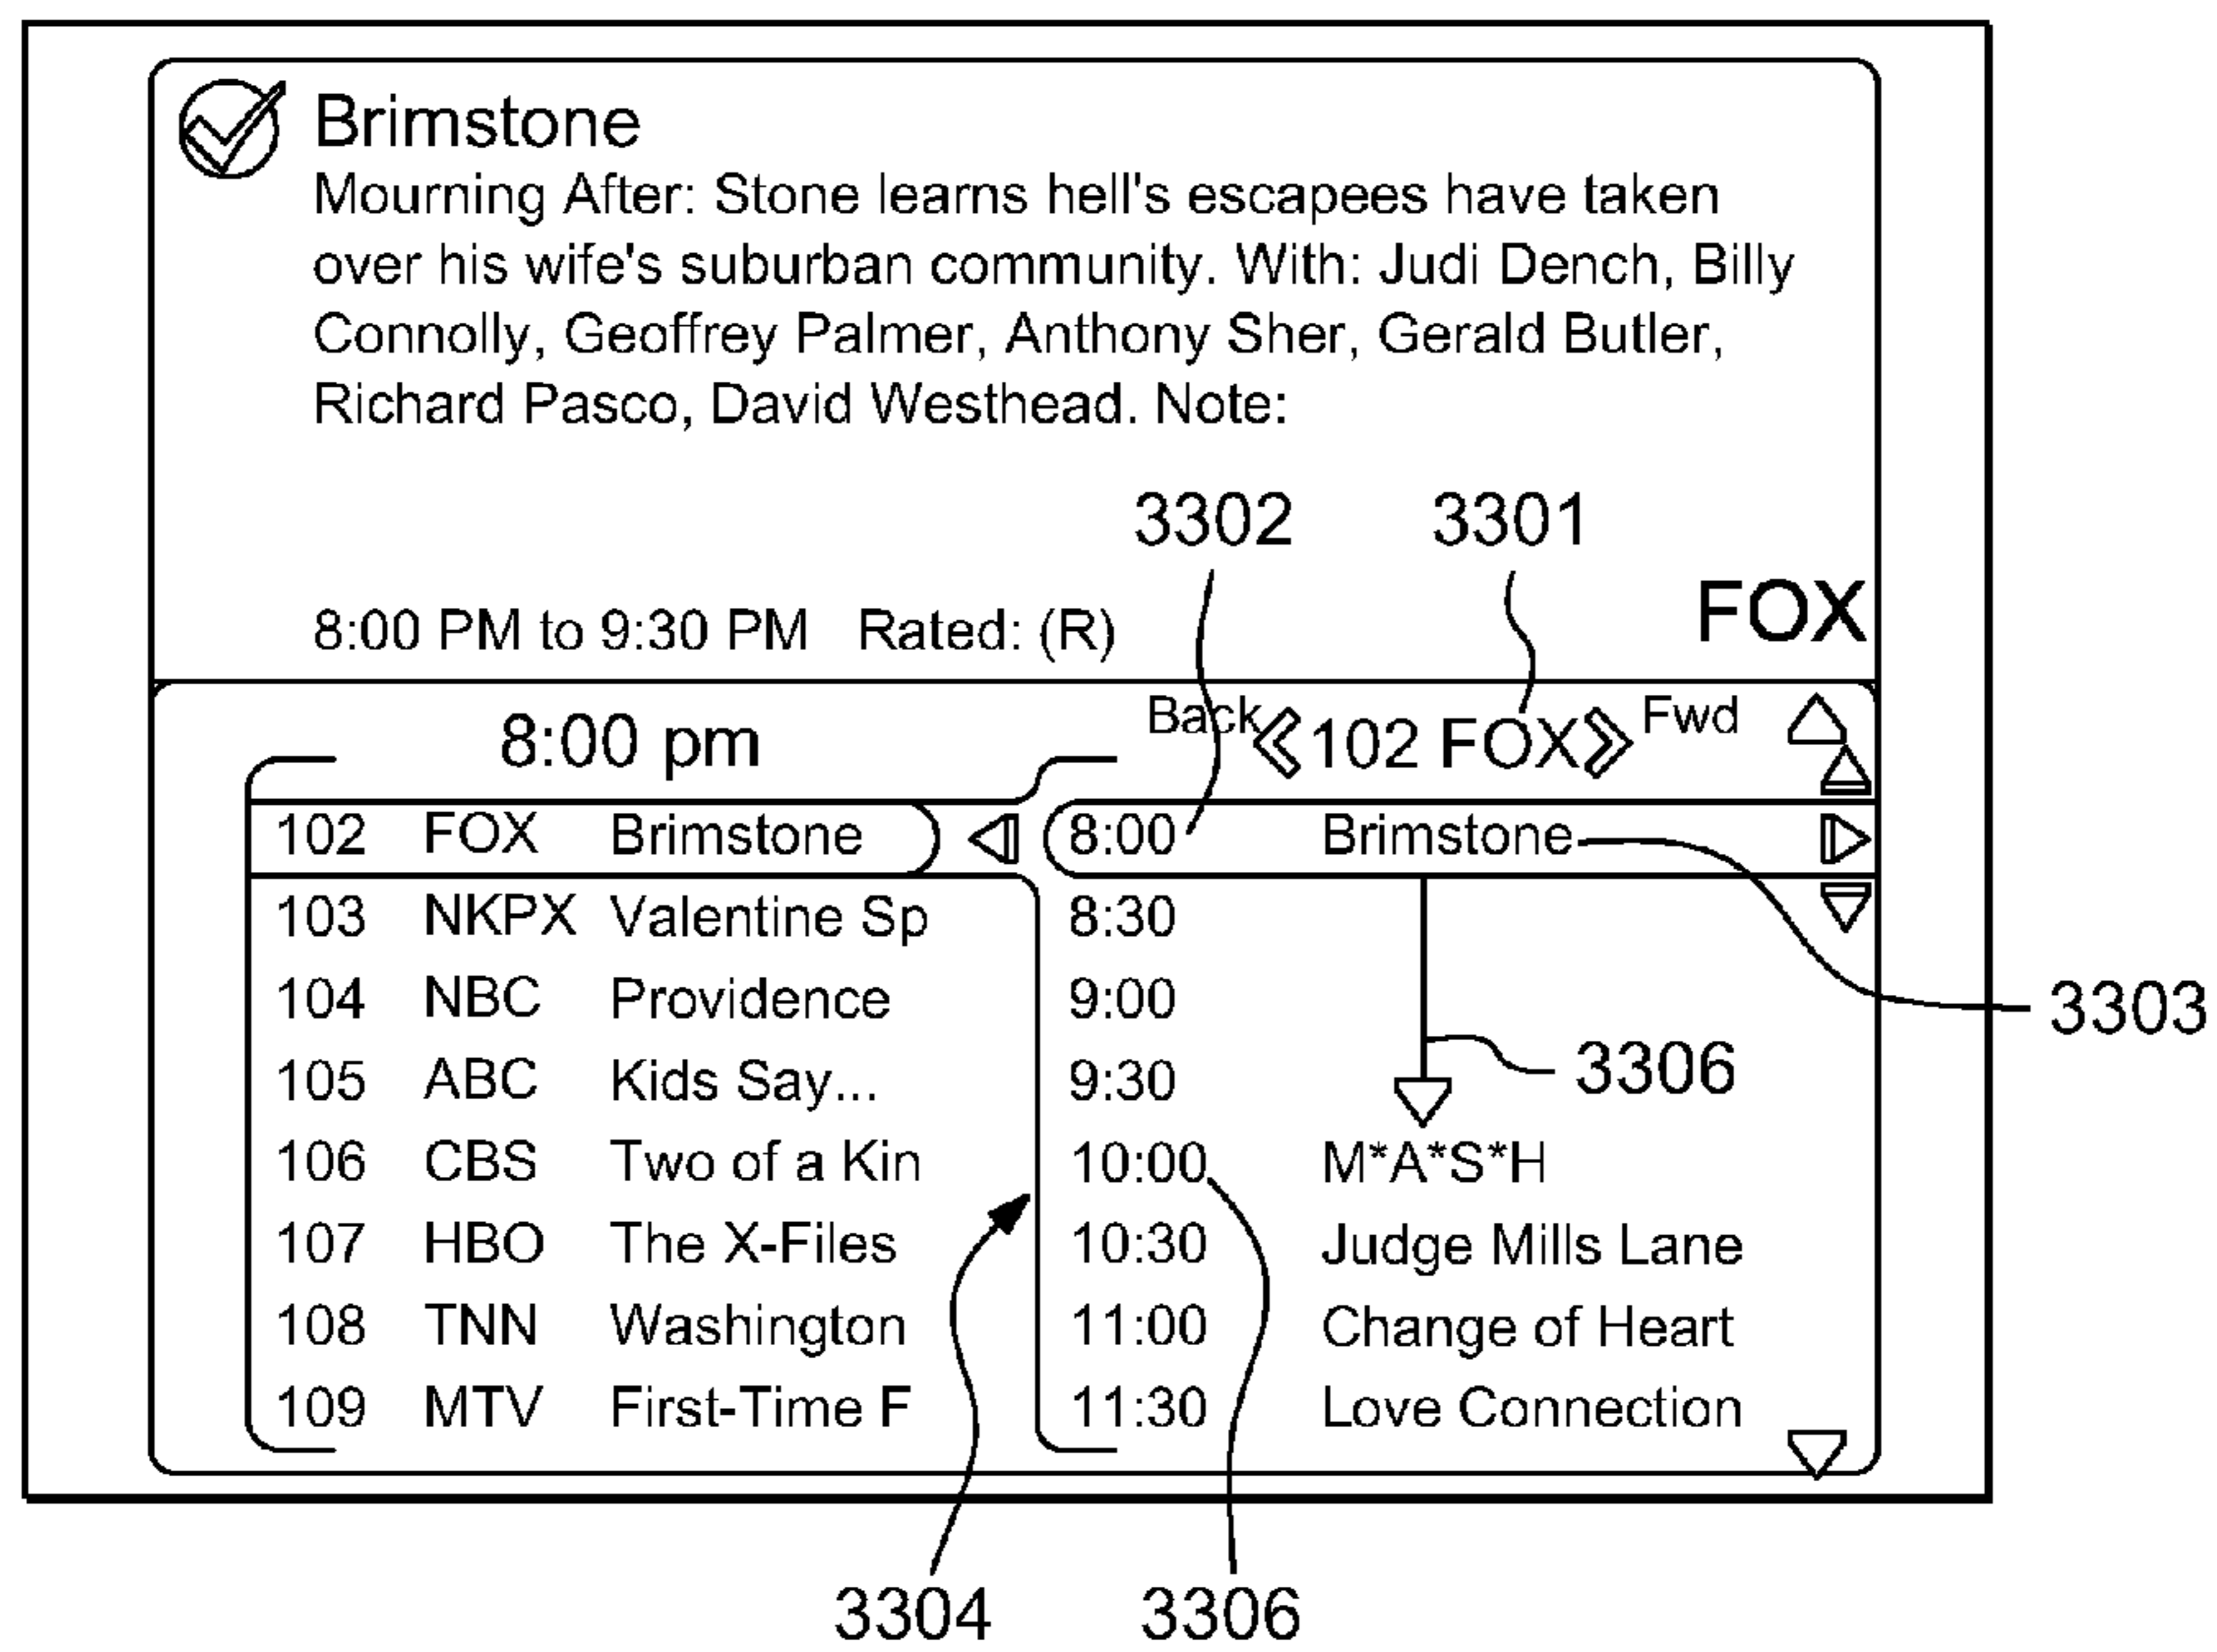 Brimstone
Mourning After: Stone learns hell's escapees have taken
over his wife's suburban community. With: Judi Dench, Billy
Connolly, Geoffrey Palmer, Anthony Sher, Gerald Butler,
Richard Pasco, David Westhead. Note:
3302 3301
8:00 PM to 9:30 PM Rated: (R) FOX
8:00 pm Back 102 FOX Fwd
102 FOX Brimstone 8:00 Brimstone
103 NKPX Valentine Sp 8:30
104 NBC Providence 9:00
3303
105 ABC Kids Say... 9:30 3306
106 CBS Two of a Kin 10:00 M*A*S*H
107 HBO The X-Files 10:30 Judge Mills Lane
108 TNN Washington 11:00 Change of Heart
109 MTV First-Time F 11:30 Love Connection
3304 3306